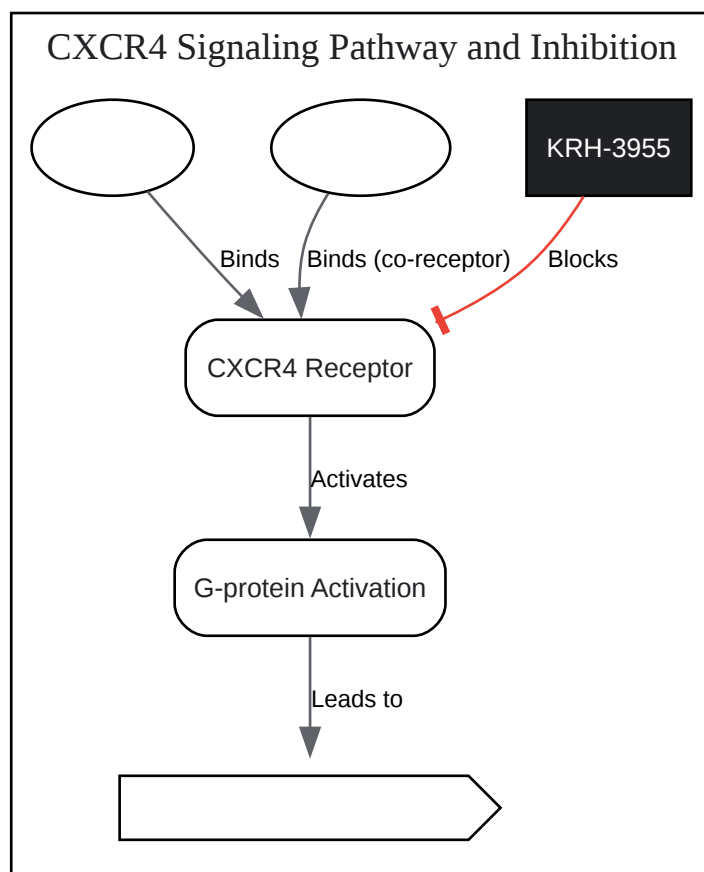 CXCR4 Signaling Pathway and Inhibition
KRH-3955
Binds
Binds (co-receptor)
Blocks
CXCR4 Receptor
Activates
G-protein Activation
Leads to